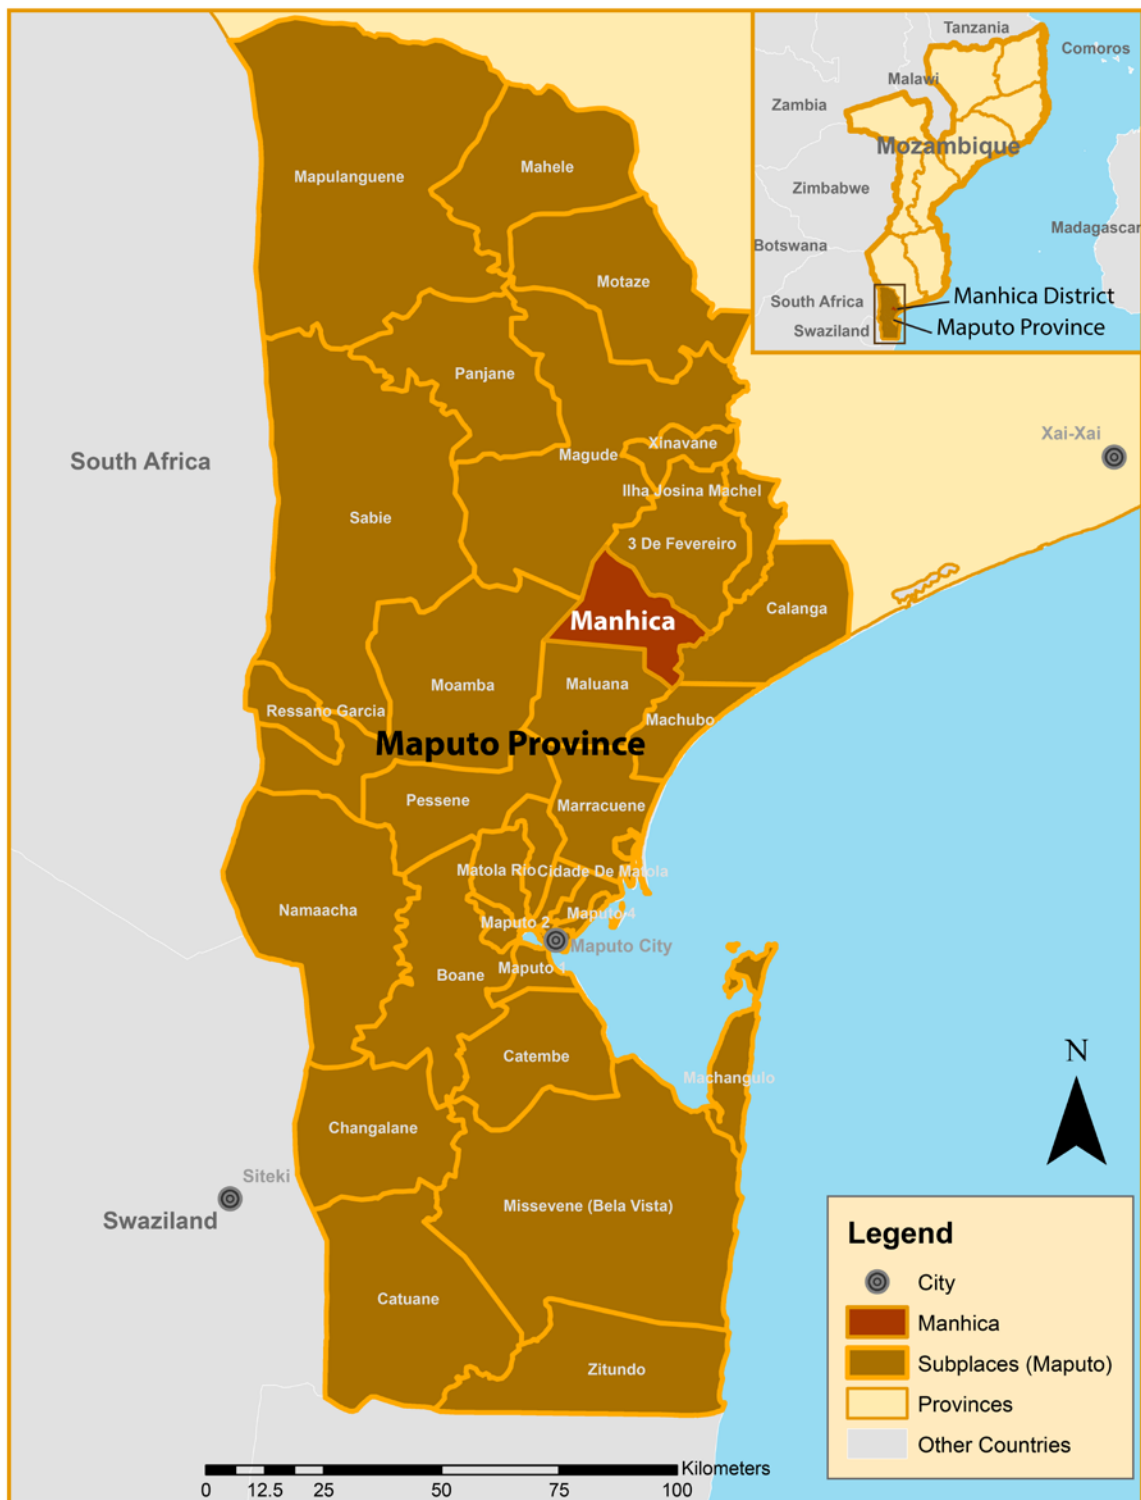 Tanzania
Comoros
Malawi
Zambia
Mozambique
Zimbabwe
Madagascar
Botswana
South Africa
Manhica District
Swaziland
Maputo Province
Mahele
Mapulanguene
Motaze
Panjane
Xai-Xai
Xinavane
Magude
South Africa
Ilha Josina Machel
Sabie
3 De Fevereiro
Calanga
Manhica
Moamba
Maluana
Ressano Garcia
Machubo
Maputo Province
Pessene
Marracuene
Matola Rio
Cidade De Matola
Namaacha
Maputo 4
Maputo 2
Maputo City
Maputo 1
Boane
Catembe
N
Machangulo
Changalane
Siteki
Missevene (Bela Vista)
Swaziland
Catuane
Zitundo
Legend
City
Manhica
Subplaces (Maputo)
Provinces
Other Countries
Kilometers
0 12.5 25 50 75 100